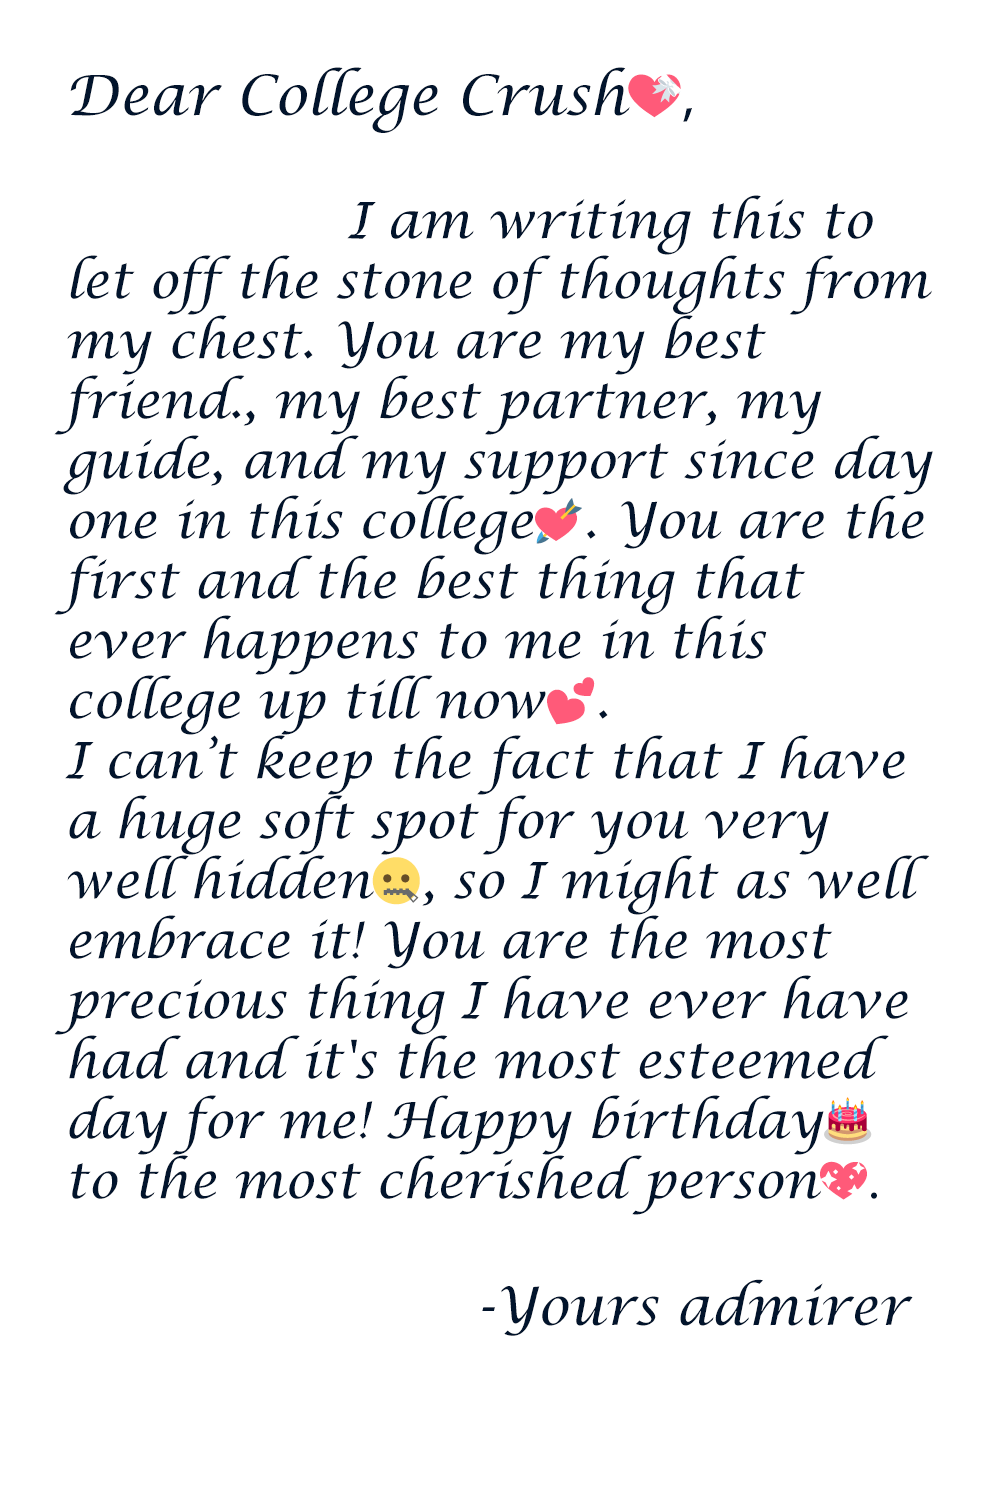 Dear College Crush💝,
I am writing this to
let off the stone of thoughts from
my chest. You are my best
friend., my best partner, my
guide, and my support since day
one in this college💘. You are the
first and the best thing that
ever happens to me in this
college up till now💕.
I can't keep the fact that I have
a huge soft spot for you very
well hidden🤐, so I might as well
embrace it! You are the most
precious thing I have ever have
had and it's the most esteemed
day for me! Happy birthday🎂
to the most cherished person💖.
-Yours admirer